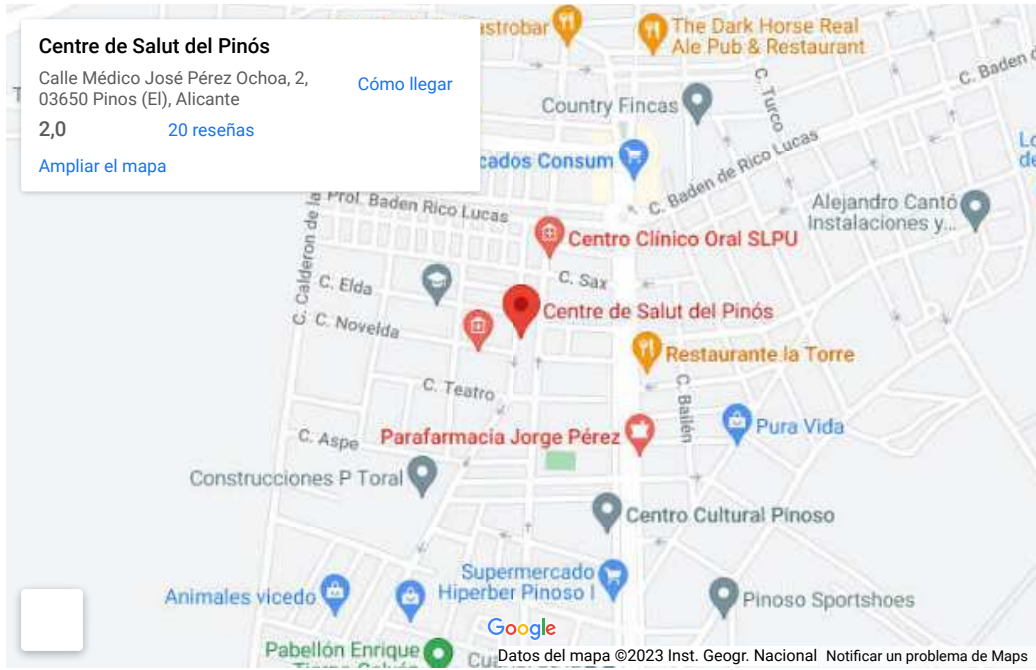 Centre de Salut del Pinós
Calle Médico José Pérez Ochoa, 2,
03650 Pinos (El), Alicante
Cómo llegar
2,0
20 reseñas
Ampliar el mapa
The Dark Horse Real
Ale Pub & Restaurant
C. Turco
C. Baden d
Country Fincas
C. Baden de Rico Lucas
Alejandro Cantó
Instalaciones y...
Prol. Baden Rico Lucas
C. Calderon de la
Centro Clínico Oral SLPU
C. Sax
C. Elda
C. Novelda
Centre de Salut del Pinós
Restaurante la Torre
C. Teatro
C. Bailén
C. Aspe
Parafarmacia Jorge Pérez
Pura Vida
Construcciones P Toral
Centro Cultural Pinoso
Supermercado
Hiperber Pinoso I
Animales vicedo
Pinoso Sportshoes
Google
Pabellón Enrique
Datos del mapa ©2023 Inst. Geogr. Nacional
Notificar un problema de Maps